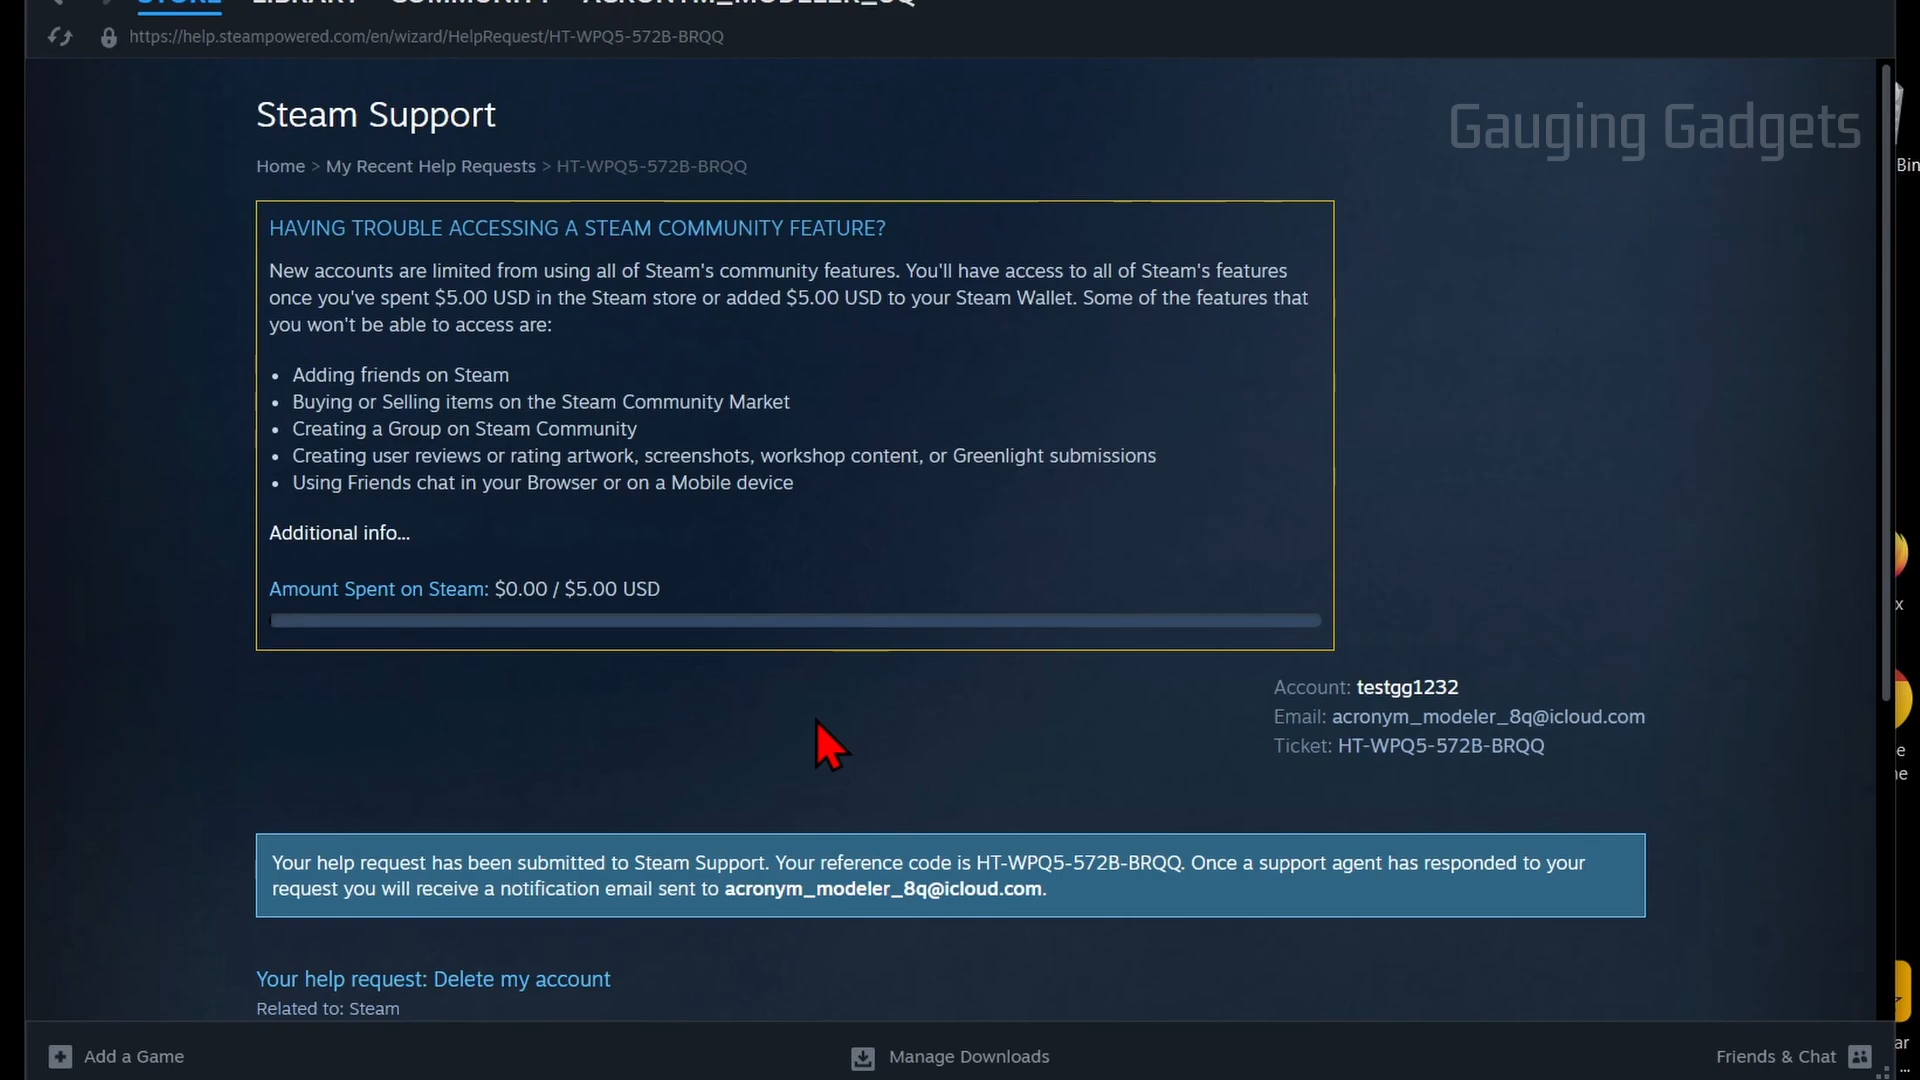 STORE LIBRARY COMMUNITY ACRONYM_MODELER_8Q
https://help.steampowered.com/en/wizard/HelpRequest/HT-WPQ5-572B-BRQQ
Steam Support
Gauging Gadgets
Home > My Recent Help Requests > HT-WPQ5-572B-BRQQ
Bin
HAVING TROUBLE ACCESSING A STEAM COMMUNITY FEATURE?
New accounts are limited from using all of Steam's community features. You'll have access to all of Steam's features
once you've spent $5.00 USD in the Steam store or added $5.00 USD to your Steam Wallet. Some of the features that
you won't be able to access are:
• Adding friends on Steam
• Buying or Selling items on the Steam Community Market
• Creating a Group on Steam Community
• Creating user reviews or rating artwork, screenshots, workshop content, or Greenlight submissions
• Using Friends chat in your Browser or on a Mobile device
Additional info...
Amount Spent on Steam: $0.00 / $5.00 USD
Account: testgg1232
Email: acronym_modeler_8q@icloud.com
Ticket: HT-WPQ5-572B-BRQQ
Your help request has been submitted to Steam Support. Your reference code is HT-WPQ5-572B-BRQQ. Once a support agent has responded to your
request you will receive a notification email sent to acronym_modeler_8q@icloud.com.
Your help request: Delete my account
Related to: Steam
Add a Game
Manage Downloads
Friends & Chat